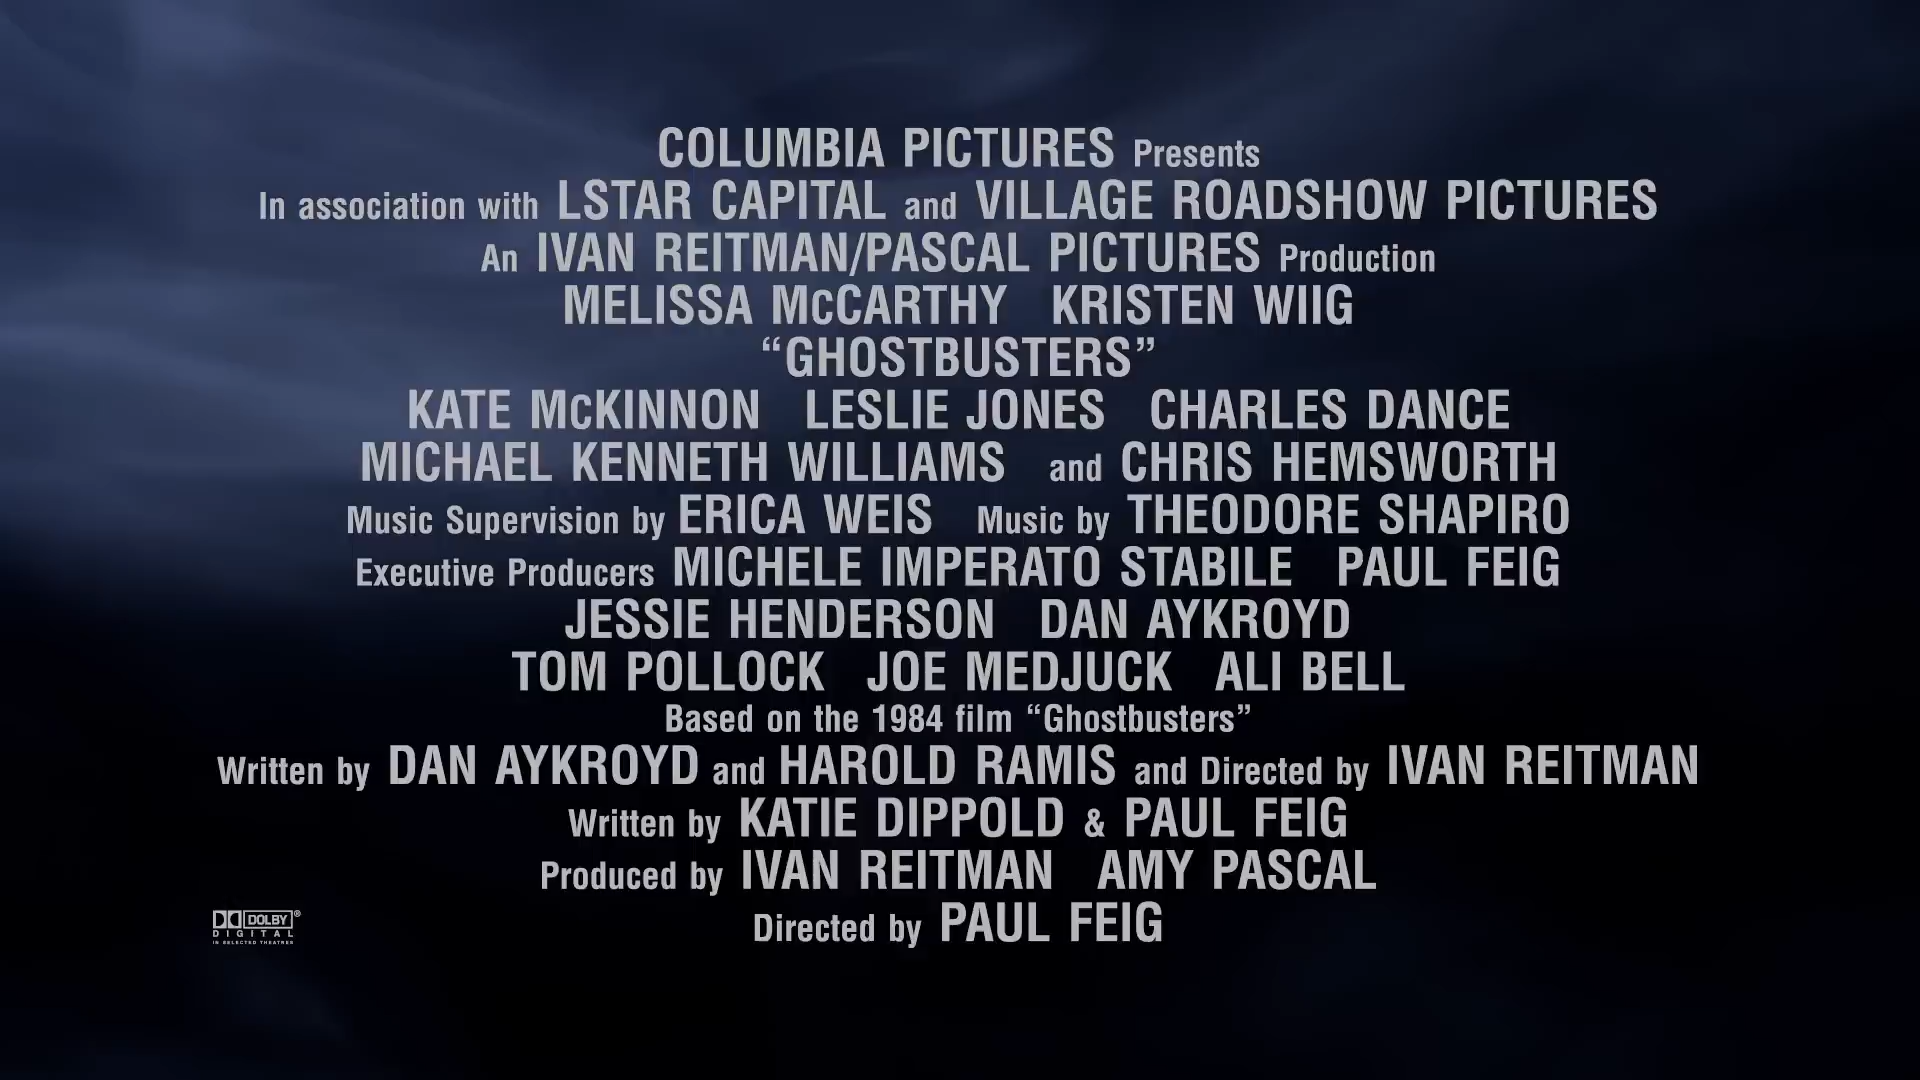 COLUMBIA PICTURES Presents
In association with LSTAR CAPITAL and VILLAGE ROADSHOW PICTURES
An IVAN REITMAN/PASCAL PICTURES Production
MELISSA McCARTHY KRISTEN WIIG
“GHOSTBUSTERS”
KATE McKINNON LESLIE JONES CHARLES DANCE
MICHAEL KENNETH WILLIAMS and CHRIS HEMSWORTH
Music Supervision by ERICA WEIS Music by THEODORE SHAPIRO
Executive Producers MICHELE IMPERATO STABILE PAUL FEIG
JESSIE HENDERSON DAN AYKROYD
TOM POLLOCK JOE MEDJUCK ALI BELL
Based on the 1984 film “Ghostbusters”
Written by DAN AYKROYD and HAROLD RAMIS and Directed by IVAN REITMAN
Written by KATIE DIPPOLD & PAUL FEIG
Produced by IVAN REITMAN AMY PASCAL
Directed by PAUL FEIG
DOLBY®
DIGITAL
IN SELECTED THEATRES